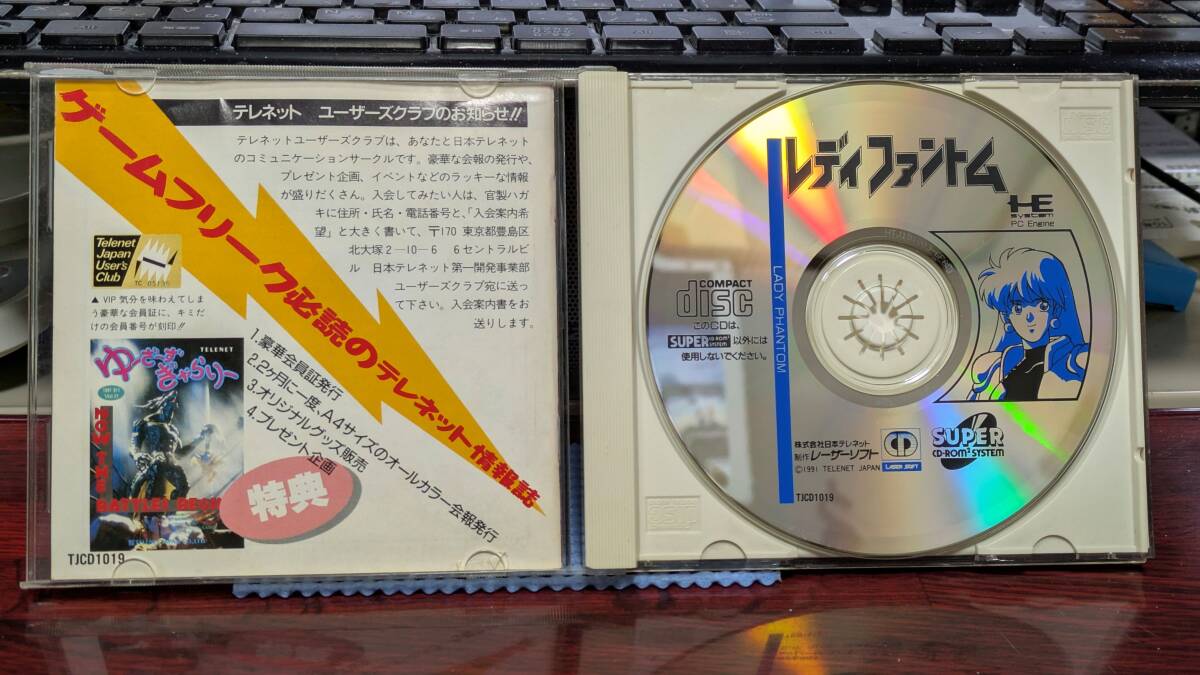 テレネット ユーザーズクラブのお知らせ!!
ゲームフリーク必読のテレネット情報誌
テレネットユーザーズクラブは、あなたと日本テレネット
のコミュニケーションサークルです。豪華な会報の発行や、
プレゼント企画、イベントなどのラッキーな情報
が盛りだくさん。入会してみたい人は、官製ハガ
キに住所・氏名・電話番号と、「入会案内希
望」と大きく書いて、〒170 東京都豊島区
北大塚2-10-6 6セントラルビ
ル 日本テレネット第一開発事業部
ユーザーズクラブ宛に送っ
て下さい。入会案内書をお
送りします。
Telenet
Japan
User's
Club
▲VIP気分を味わえてしま
う豪華な会員証に、キミだ
けの会員番号が刻印!!
TELENET
ゆーざーず
ぎゃらりー
NOW THE
特典
1.豪華会員証発行
2.2ヶ月に一度、A4サイズのオールカラー会報発行
3.オリジナルグッズ販売
4.プレゼント企画
TJCD1019
レディファントム
HE
SYSTEM
PC Engine
LADY PHANTOM
COMPACT
disc
このCDは、
SUPER CD-ROM² SYSTEM 以外には
使用しないでください。
株式会社日本テレネット
制作 レーザーソフト
©1991 TELENET JAPAN
CD
LASER SOFT
SUPER
CD-ROM² SYSTEM
TJCD1019